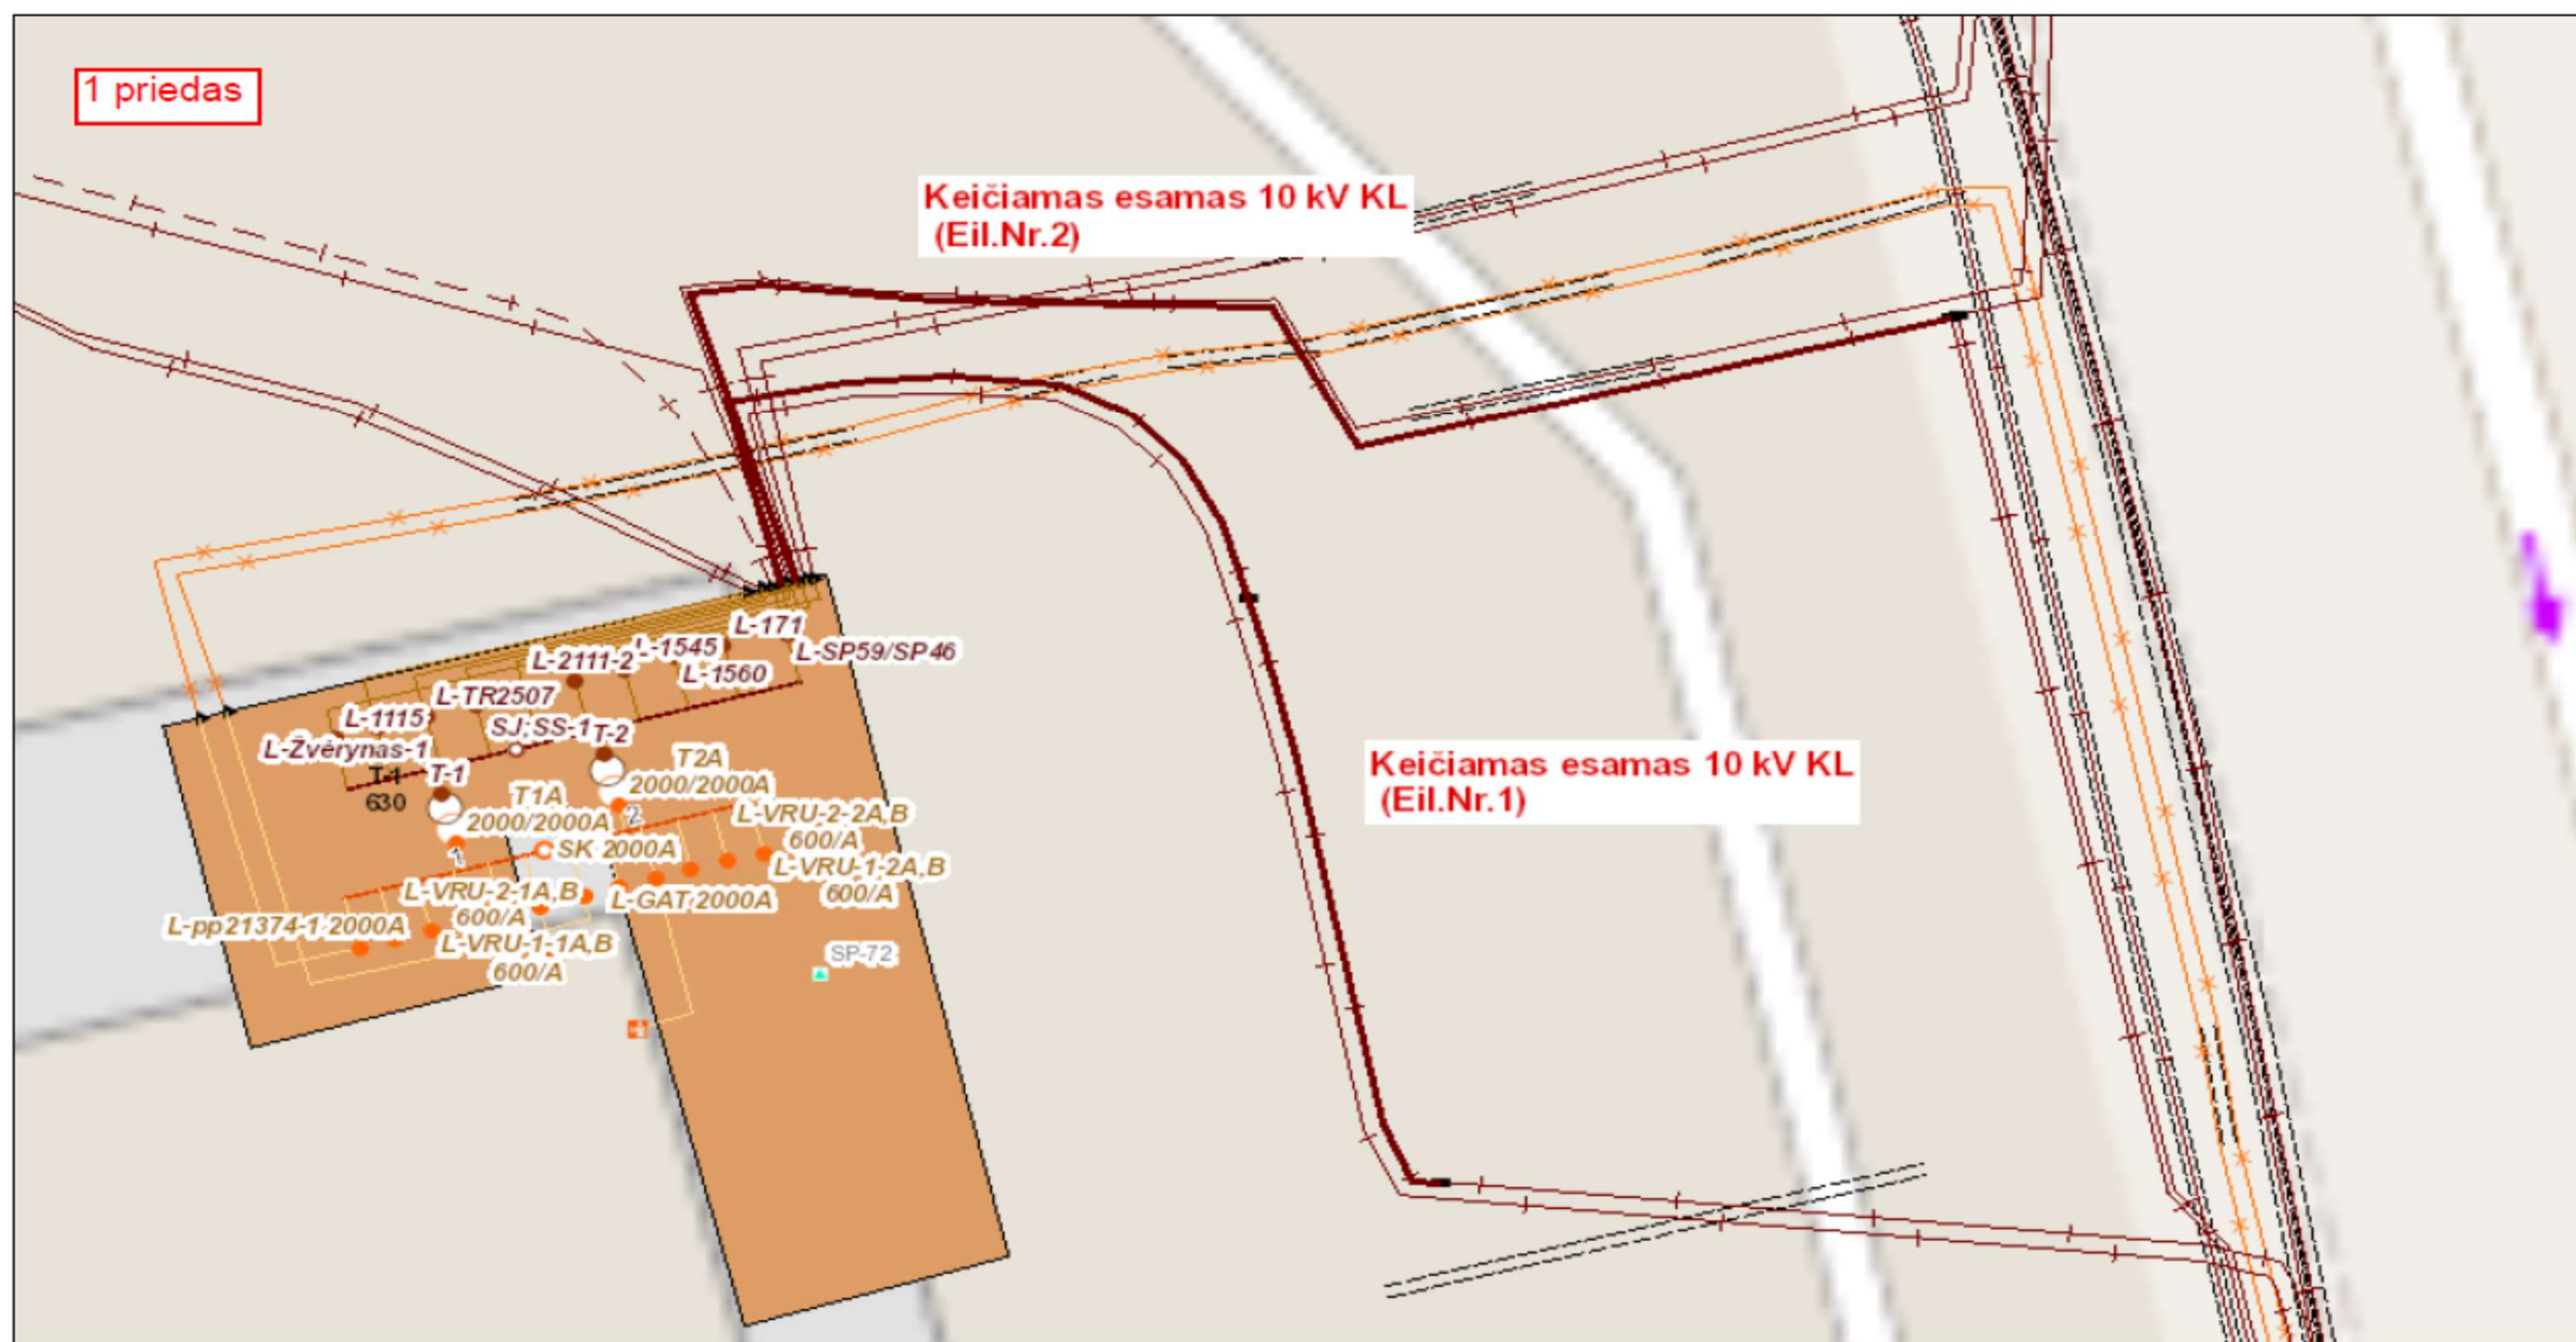 1 priedas
Keičiamas esamas 10 kV KL
(Eil.Nr.2)
L-171
L-1545
L-SP59/SP46
L-2111-2
L-1560
L-TR2507
L-1115
SJ;SS-1
T-2
L-Žvėrynas-1
T-1
T-1
630
T2A
2000/2000A
T1A
2000/2000A
2
1
SK 2000A
L-VRU-2-2A,B
600/A
L-VRU-1-2A,B
600/A
L-VRU-2-1A,B
600/A
L-GAT 2000A
L-pp21374-1 2000A
L-VRU-1-1A,B
600/A
SP-72
Keičiamas esamas 10 kV KL
(Eil.Nr.1)